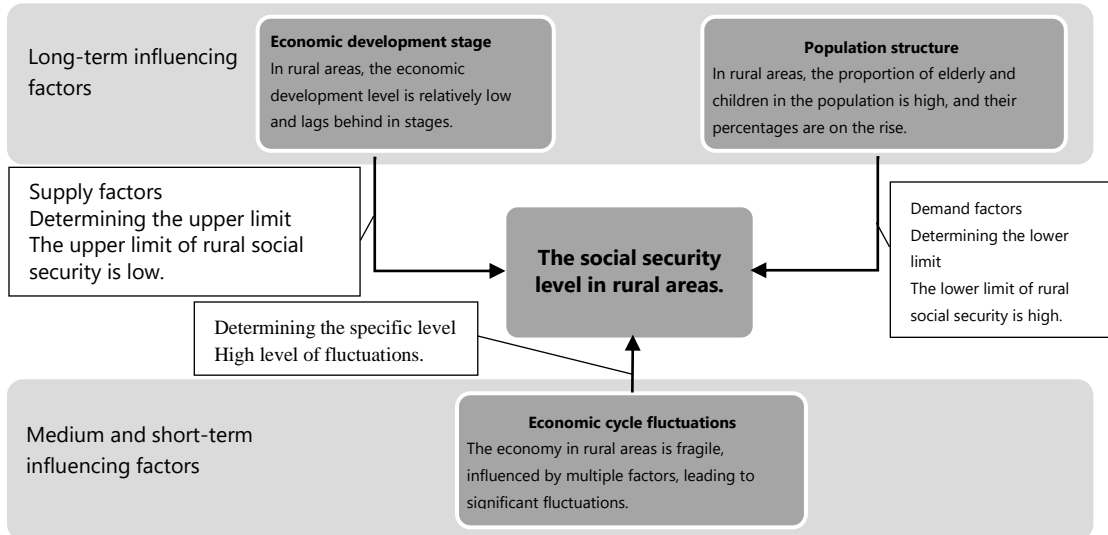 Long-term influencing
factors
Economic development stage
In rural areas, the economic
development level is relatively low
and lags behind in stages.
Population structure
In rural areas, the proportion of elderly and
children in the population is high, and their
percentages are on the rise.
Supply factors
Determining the upper limit
The upper limit of rural social
security is low.
The social security
level in rural areas.
Demand factors
Determining the lower
limit
The lower limit of rural
social security is high.
Determining the specific level
High level of fluctuations.
Medium and short-term
influencing factors
Economic cycle fluctuations
The economy in rural areas is fragile,
influenced by multiple factors, leading to
significant fluctuations.